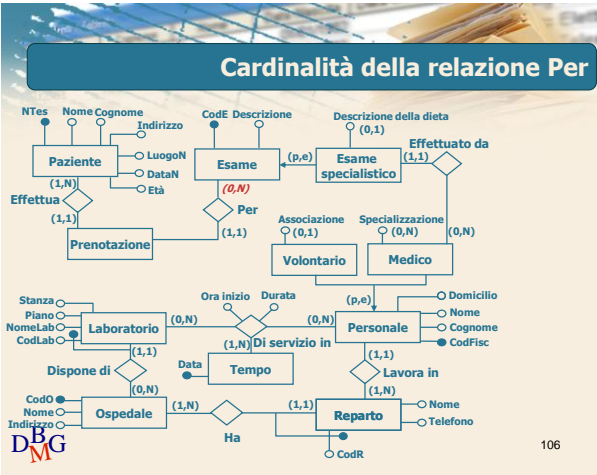 Cardinalità della relazione Per
NTes Nome Cognome
Indirizzo
Paziente
LuogoN
DataN
Età
(1,N)
Effettua
(1,1)
Prenotazione
CodE Descrizione
Esame
(0,N)
Per
(1,1)
(p,e)
Descrizione della dieta
(0,1)
Esame
specialistico
(1,1)
Effettuato da
(0,N)
Associazione
(0,1)
Volontario
Specializzazione
(0,N)
Medico
(p,e)
Stanza
Piano
NomeLab
CodLab
Laboratorio
(0,N)
Ora inizio Durata
(0,N)
(1,N)
Di servizio in
Data
Tempo
Personale
Domicilio
Nome
Cognome
CodFisc
(1,1)
Dispone di
(0,N)
(1,1)
Lavora in
(1,N)
CodO
Nome
Indirizzo
Ospedale
(1,N)
Ha
(1,1)
Reparto
Nome
Telefono
CodR
DBMG
106